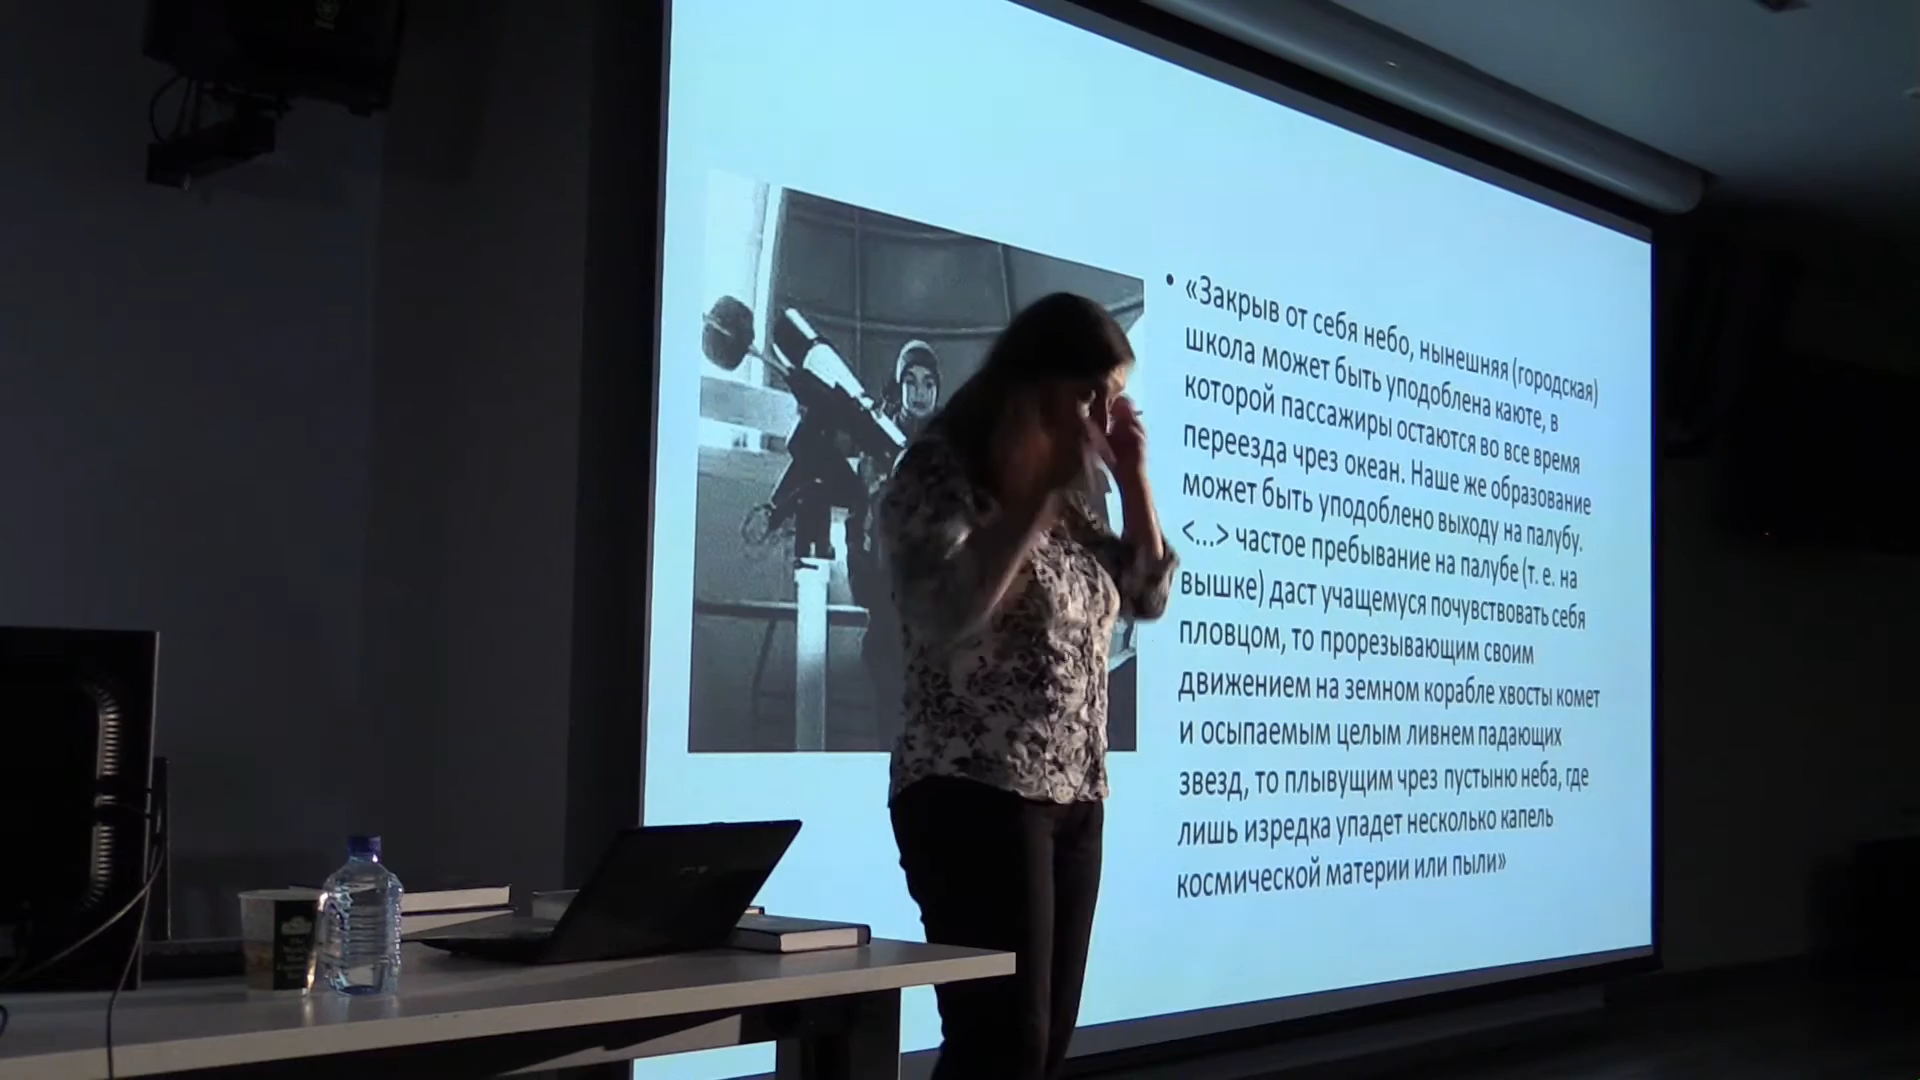 • «Закрыв от себя небо, нынешняя (городская)
школа может быть уподоблена каюте, в
которой пассажиры остаются во все время
переезда чрез океан. Наше же образование
может быть уподоблено выходу на палубу.
<...> частое пребывание на палубе (т. е. на
вышке) даст учащемуся почувствовать себя
пловцом, то прорезывающим своим
движением на земном корабле хвосты комет
и осыпаемым целым ливнем падающих
звезд, то плывущим чрез пустыню неба, где
лишь изредка упадет несколько капель
космической материи или пыли»